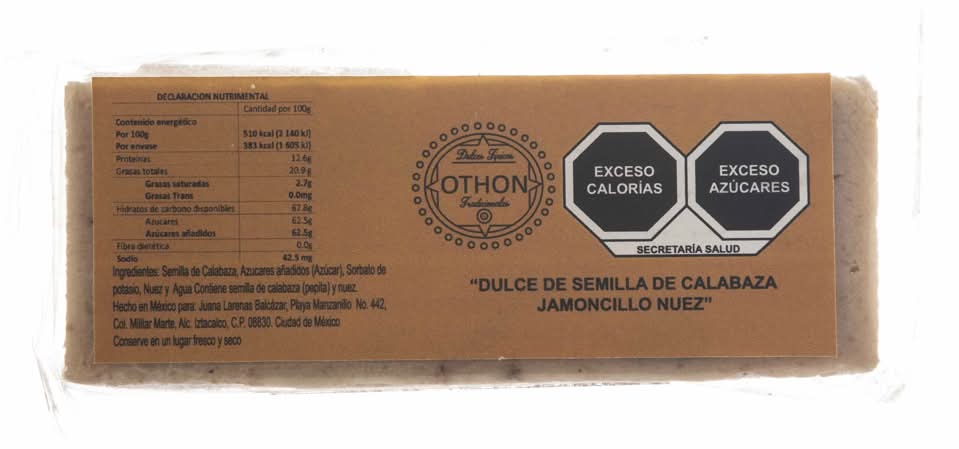 DECLARACION NUTRIMENTAL
Cantidad por 100g
Contenido energético
Por 100g 510 kcal (2 140 kJ)
Por envase 383 kcal (1 605 kJ)
Proteínas 12.6g
Grasas totales 20.9 g
Grasas saturadas 2.7g
Grasas Trans 0.0mg
Hidratos de carbono disponibles 67.8g
Azucares 62.5g
Azúcares añadidos 62.5g
Fibra dietética 0.0g
Sodio 42.5 mg
Ingredientes: Semilla de Calabaza, Azucares añadidos (Azúcar), Sorbato de
potasio, Nuez y Agua Contiene semilla de calabaza (pepita) y nuez.
Hecho en México para: Juana Larenas Balcázar, Playa Manzanillo No. 442,
Col. Militar Marte, Alc. Iztacalco, C.P. 08830. Ciudad de México
Conserve en un lugar fresco y seco
Dulces Típicos
OTHON
Tradicionales
EXCESO
CALORÍAS
EXCESO
AZÚCARES
SECRETARÍA SALUD
“DULCE DE SEMILLA DE CALABAZA
JAMONCILLO NUEZ”